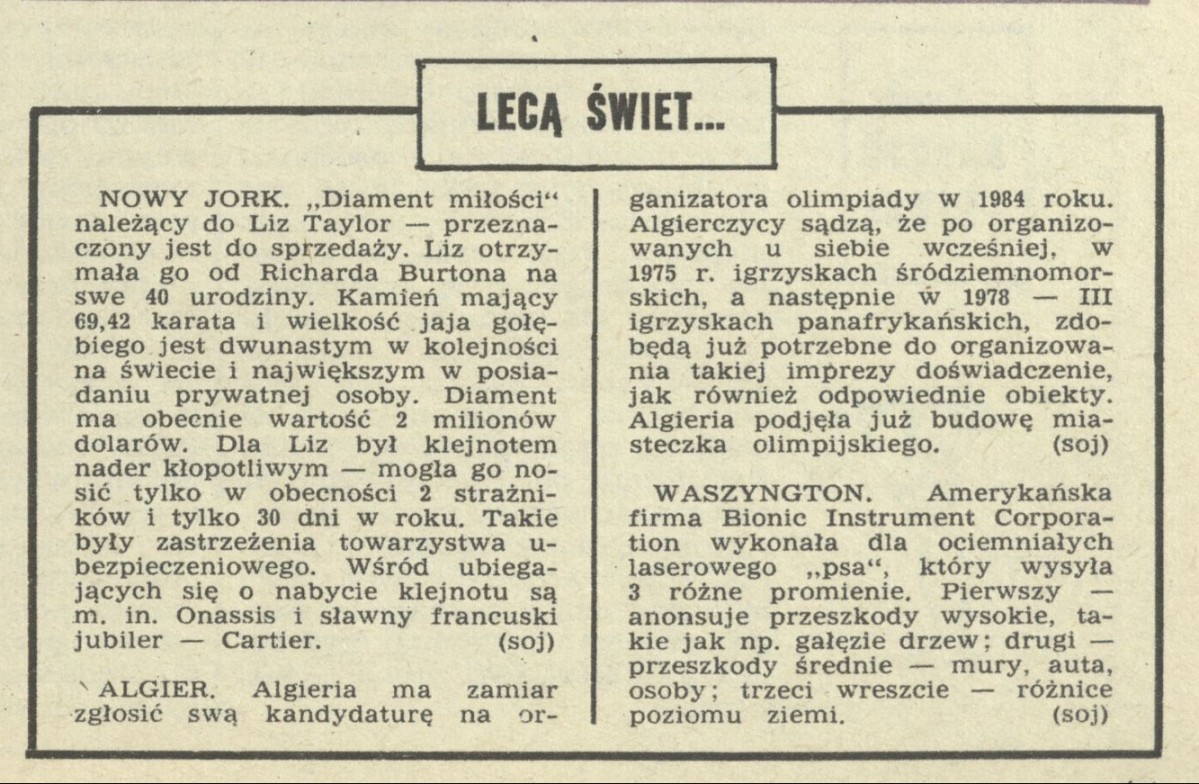 LECĄ ŚWIET...
NOWY JORK. „Diament miłości“
należący do Liz Taylor — przezna-
czony jest do sprzedaży. Liz otrzy-
mała go od Richarda Burtona na
swe 40 urodziny. Kamień mający
69,42 karata i wielkość jaja gołę-
biego jest dwunastym w kolejności
na świecie i największym w posia-
daniu prywatnej osoby. Diament
ma obecnie wartość 2 milionów
dolarów. Dla Liz był klejnotem
nader kłopotliwym — mogła go no-
sić tylko w obecności 2 strażni-
ków i tylko 30 dni w roku. Takie
były zastrzeżenia towarzystwa u-
bezpieczeniowego. Wśród ubiega-
jących się o nabycie klejnotu są
m. in. Onassis i sławny francuski
jubiler — Cartier. (soj)
ALGIER. Algieria ma zamiar
zgłosić swą kandydaturę na or-
ganizatora olimpiady w 1984 roku.
Algierczycy sądzą, że po organizo-
wanych u siebie wcześniej, w
1975 r. igrzyskach śródziemnomor-
skich, a następnie w 1978 — III
igrzyskach panafrykańskich, zdo-
będą już potrzebne do organizowa-
nia takiej imprezy doświadczenie,
jak również odpowiednie obiekty.
Algieria podjęła już budowę mia-
steczka olimpijskiego. (soj)
WASZYNGTON. Amerykańska
firma Bionic Instrument Corpora-
tion wykonała dla ociemniałych
laserowego „psa“, który wysyła
3 różne promienie. Pierwszy —
anonsuje przeszkody wysokie, ta-
kie jak np. gałęzie drzew; drugi —
przeszkody średnie — mury, auta,
osoby; trzeci wreszcie — różnice
poziomu ziemi. (soj)